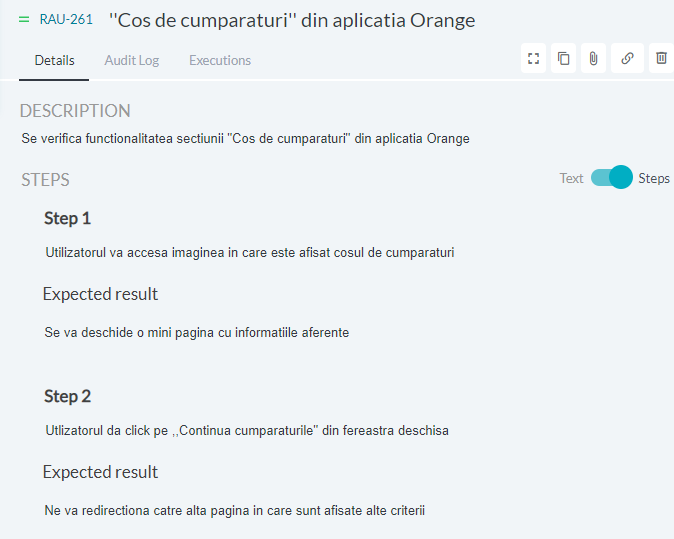 RAU-261 ''Cos de cumparaturi'' din aplicatia Orange
Details Audit Log Executions
DESCRIPTION
Se verifica functionalitatea sectiunii "Cos de cumparaturi" din aplicatia Orange
STEPS Text Steps
Step 1
Utilizatorul va accesa imaginea in care este afisat cosul de cumparaturi
Expected result
Se va deschide o mini pagina cu informatiile aferente
Step 2
Utlizatorul da click pe ,,Continua cumparaturile" din fereastra deschisa
Expected result
Ne va redirectiona catre alta pagina in care sunt afisate alte criterii